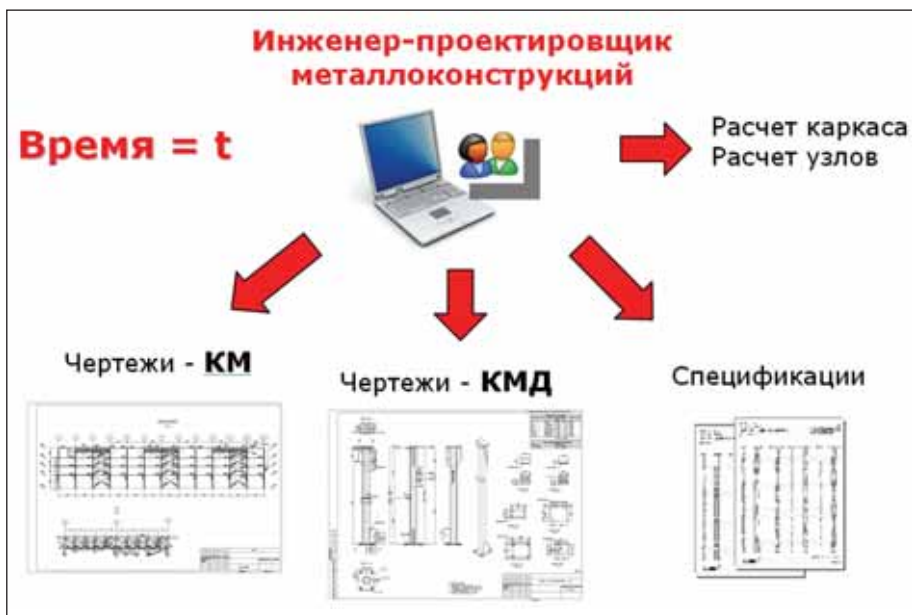 Инженер-проектировщик
металлоконструкций
Время = t
Расчет каркаса
Расчет узлов
Чертежи - КМ
Чертежи - КМД
Спецификации